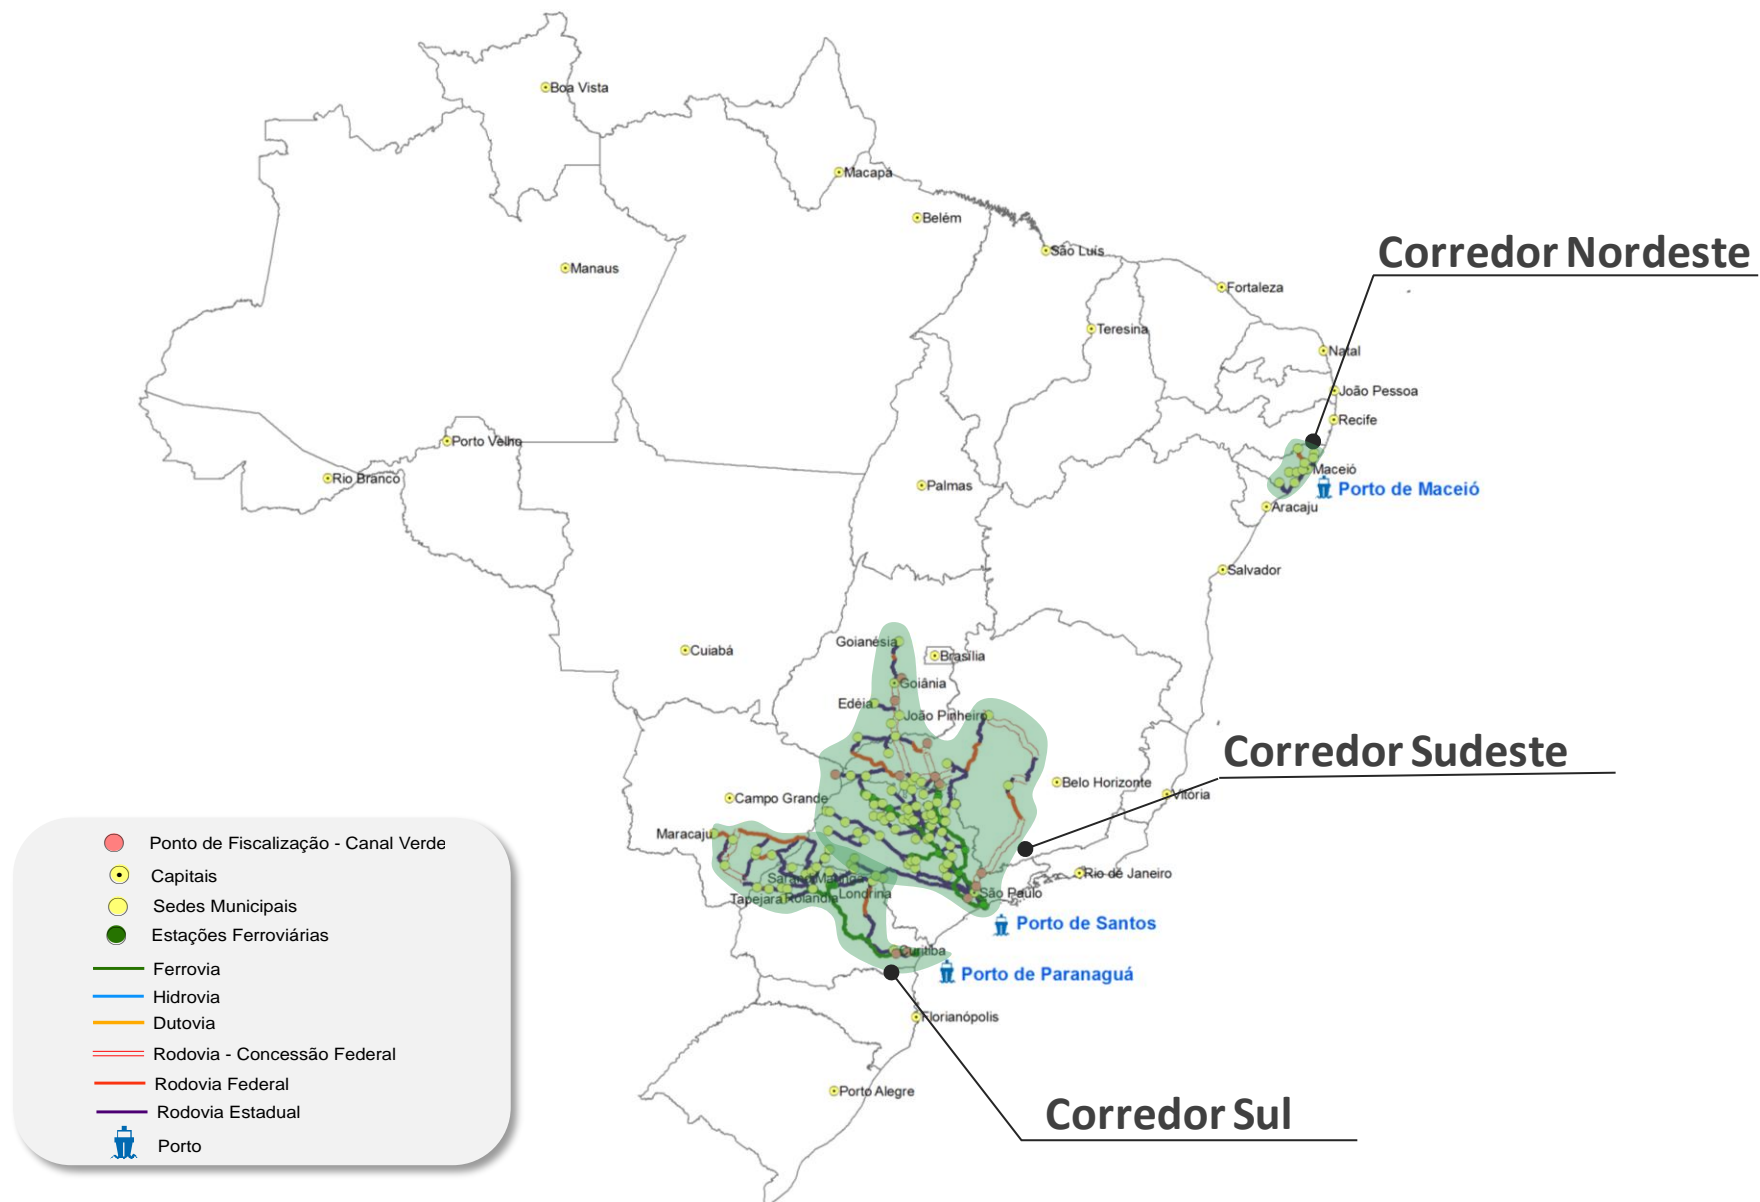 Boa Vista
Macapá
Belém
São Luís
Corredor Nordeste
Manaus
Fortaleza
Teresina
Natal
João Pessoa
Recife
Porto Velho
Rio Branco
Palmas
Maceió
Porto de Maceió
Aracaju
Salvador
Goianésia
Cuiabá
Brasília
Goiânia
Edéia
João Pinheiro
Corredor Sudeste
Belo Horizonte
Vitória
Campo Grande
Maracaju
Rio de Janeiro
Maringá
São Paulo
Tapejara
Rolândia
Londrina
Porto de Santos
Curitiba
Porto de Paranaguá
Florianópolis
Porto Alegre
Corredor Sul
Ponto de Fiscalização - Canal Verde
Capitais
Sedes Municipais
Estações Ferroviárias
Ferrovia
Hidrovia
Dutovia
Rodovia - Concessão Federal
Rodovia Federal
Rodovia Estadual
Porto